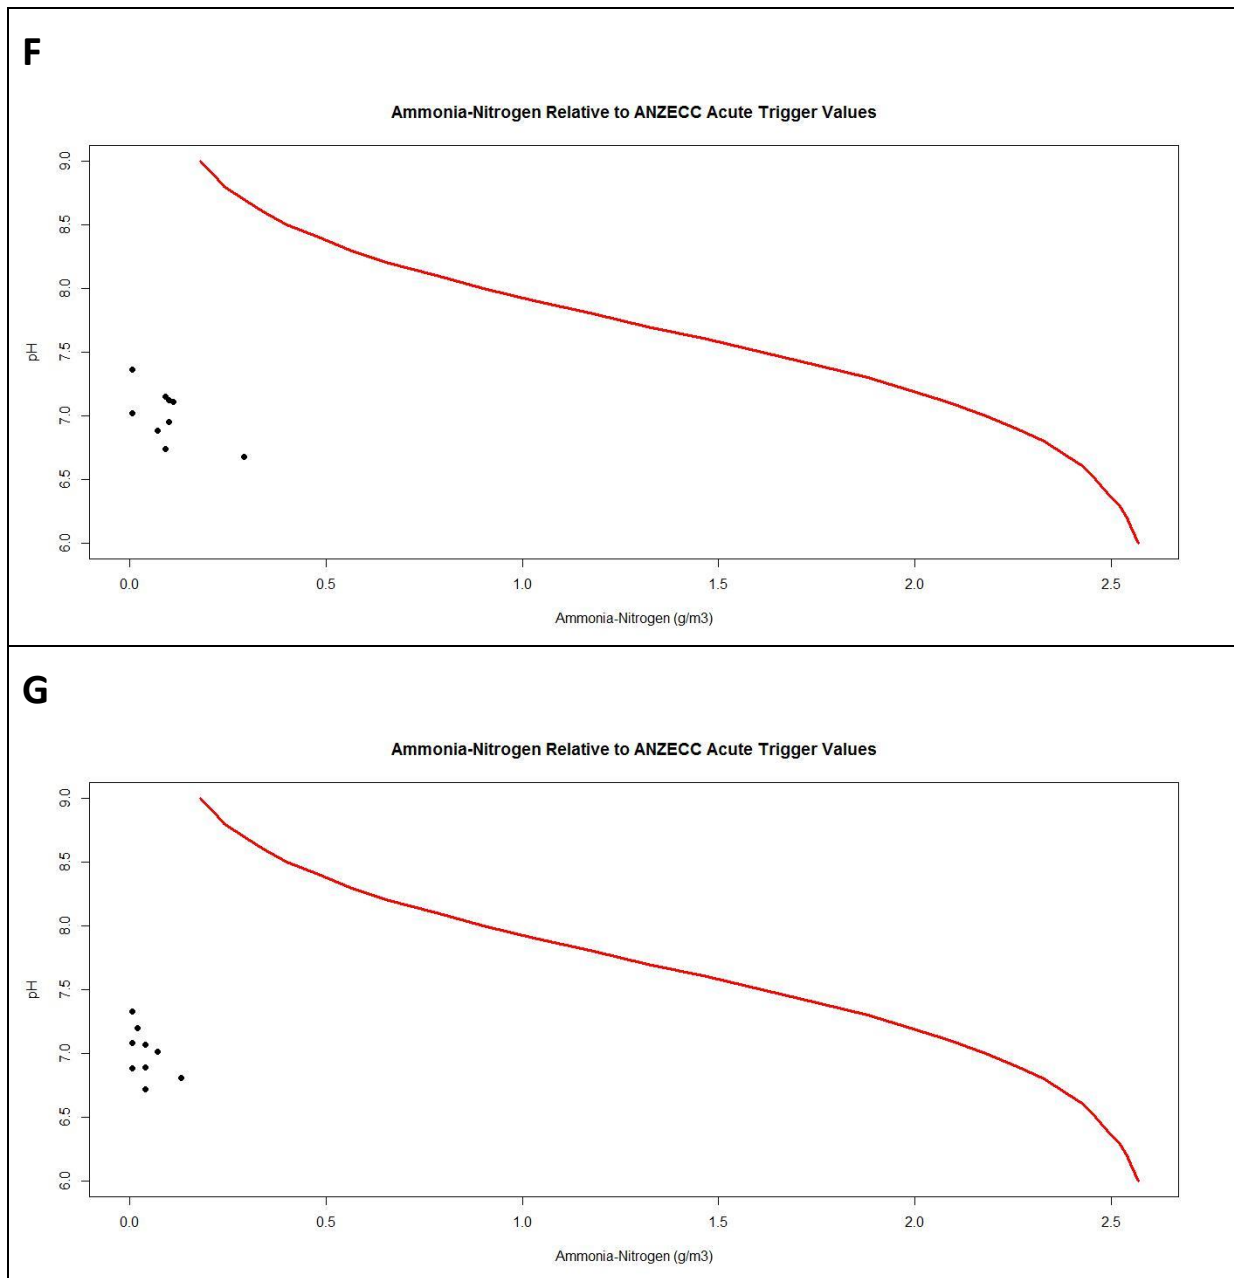 F
Ammonia-Nitrogen Relative to ANZECC Acute Trigger Values
9.0
8.5
8.0
7.5
7.0
6.5
6.0
pH
0.0 0.5 1.0 1.5 2.0 2.5
Ammonia-Nitrogen (g/m3)
G
Ammonia-Nitrogen Relative to ANZECC Acute Trigger Values
9.0
8.5
8.0
7.5
7.0
6.5
6.0
pH
0.0 0.5 1.0 1.5 2.0 2.5
Ammonia-Nitrogen (g/m3)